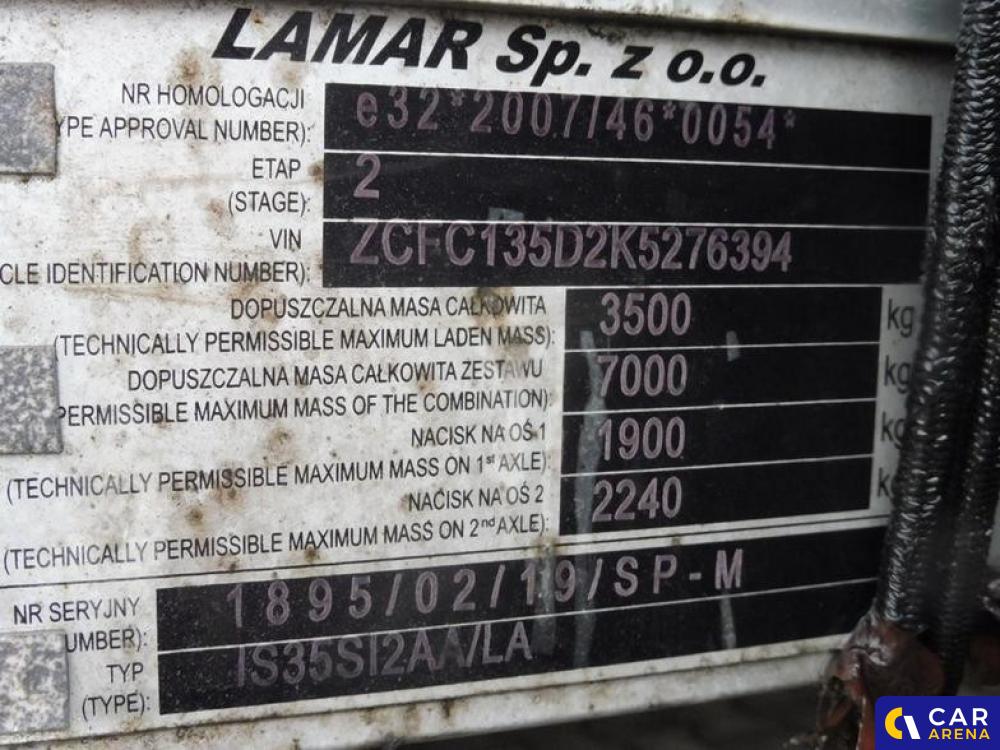 LAMAR Sp. z o.o.
NR HOMOLOGACJI
YPE APPROVAL NUMBER): e32*2007/46*0054*
ETAP
(STAGE): 2
VIN
CLE IDENTIFICATION NUMBER): ZCFC135D2K5276394
DOPUSZCZALNA MASA CAŁKOWITA
(TECHNICALLY PERMISSIBLE MAXIMUM LADEN MASS): 3500 kg
DOPUSZCZALNA MASA CAŁKOWITA ZESTAWU
PERMISSIBLE MAXIMUM MASS OF THE COMBINATION): 7000 kg
NACISK NA OŚ 1
(TECHNICALLY PERMISSIBLE MAXIMUM MASS ON 1st AXLE): 1900 kg
NACISK NA OŚ 2
(TECHNICALLY PERMISSIBLE MAXIMUM MASS ON 2nd AXLE): 2240 k
NR SERYJNY
UMBER): 1895/02/19/SP-M
TYP
(TYPE): IS35SI2AA/LA
CAR
ARENA